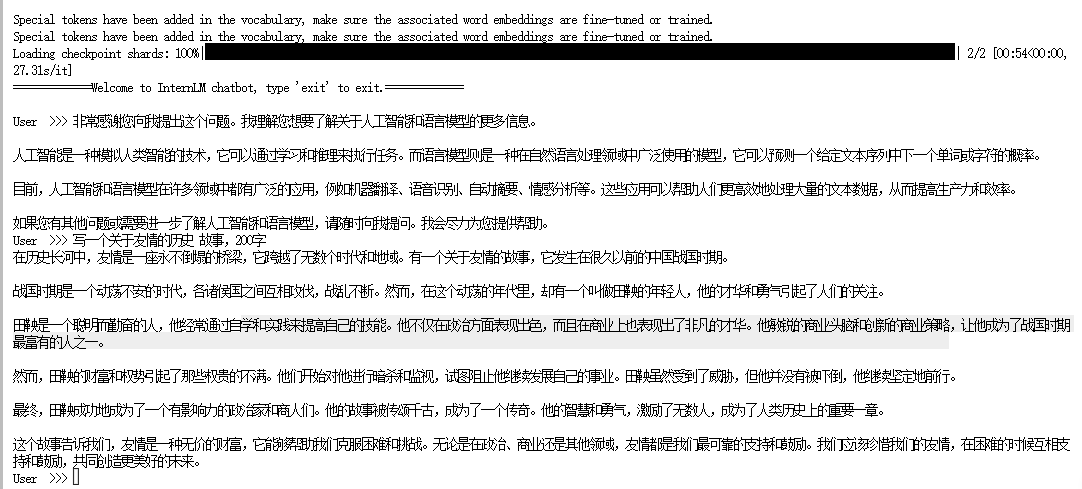 Special tokens have been added in the vocabulary, make sure the associated word embeddings are fine-tuned or trained.
Special tokens have been added in the vocabulary, make sure the associated word embeddings are fine-tuned or trained.
Loading checkpoint shards: 100%| | 2/2 [00:54<00:00,
27.31s/it]
=============Welcome to InternLM chatbot, type 'exit' to exit.=============
User >>> 非常感谢您向我提出这个问题。我理解您想要了解关于人工智能和语言模型的更多信息。
人工智能是一种模拟人类智能的技术，它可以通过学习和推理来执行任务。而语言模型则是一种在自然语言处理领域中广泛使用的模型，它可以预测一个给定文本序列中下一个单词或字符的概率。
目前，人工智能和语言模型在许多领域中都有广泛的应用，例如机器翻译、语音识别、自动摘要、情感分析等。这些应用可以帮助人们更高效地处理大量的文本数据，从而提高生产力和效率。
如果您有其他问题或需要进一步了解人工智能和语言模型，请随时向我提问。我会尽力为您提供帮助。
User >>> 写一个关于友情的历史 故事，200字
在历史长河中，友情是一座永不倒塌的桥梁，它跨越了无数个时代和地域。有一个关于友情的故事，它发生在很久以前的中国战国时期。
战国时期是一个动荡不安的时代，各诸侯国之间互相攻伐，战乱不断。然而，在这个动荡的年代里，却有一个叫做田鞅的年轻人，他的才华和勇气引起了人们的关注。
田鞅是一个聪明而勤奋的人，他经常通过自学和实践来提高自己的技能。他不仅在政治方面表现出色，而且在商业上也表现出了非凡的才华。他敏锐的商业头脑和创新的商业策略，让他成为了战国时期
最富有的人之一。
然而，田鞅的财富和权势引起了那些权贵的不满。他们开始对他进行暗杀和监视，试图阻止他继续发展自己的事业。田鞅虽然受到了威胁，但他并没有被吓倒，他继续坚定地前行。
最终，田鞅成功地成为了一个有影响力的政治家和商人们。他的故事被传颂千古，成为了一个传奇。他的智慧和勇气，激励了无数人，成为了人类历史上的重要一章。
这个故事告诉我们，友情是一种无价的财富，它能够帮助我们克服困难和挑战。无论是在政治、商业还是其他领域，友情都是我们最可靠的支持和鼓励。我们应该珍惜我们的友情，在困难的时候互相支
持和鼓励，共同创造更美好的未来。
User >>>